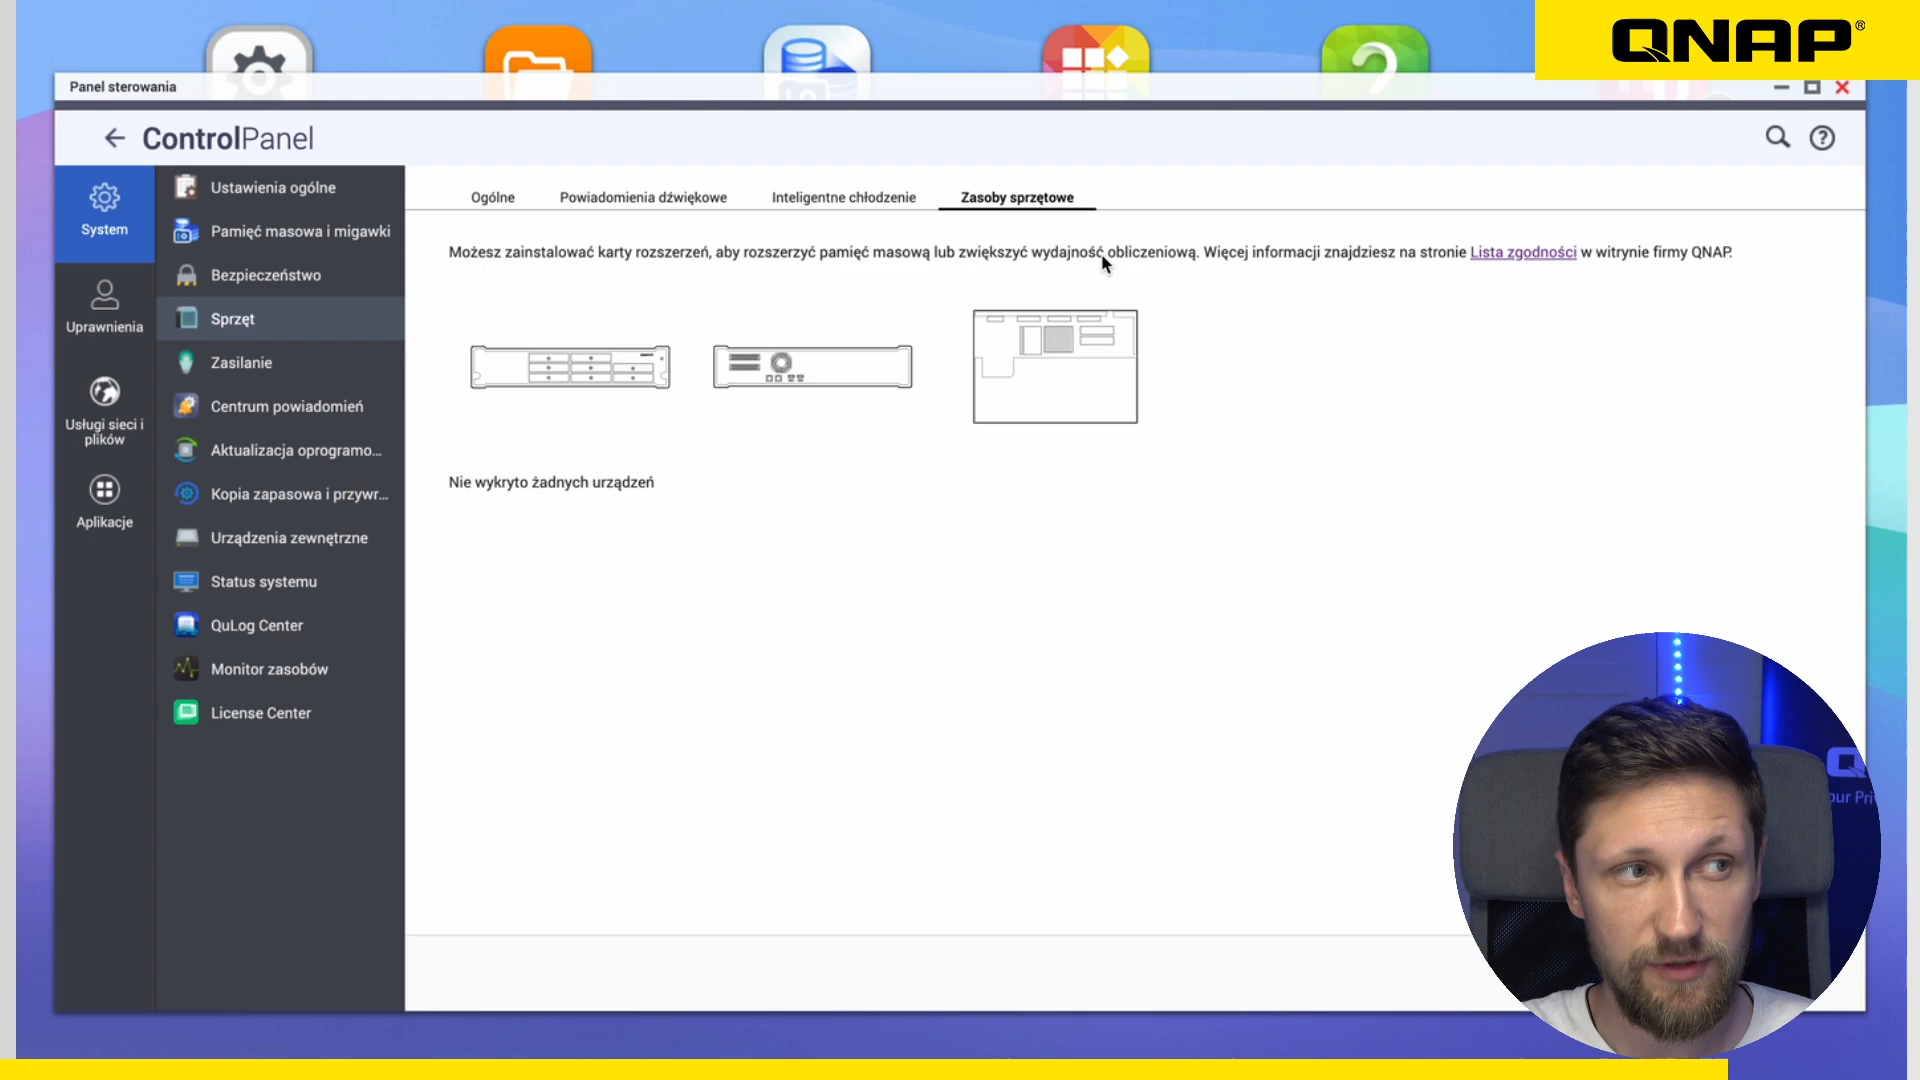 QNAP®
Panel sterowania
ControlPanel
System
Uprawnienia
Usługi sieci i
plików
Aplikacje
Ustawienia ogólne
Pamięć masowa i migawki
Bezpieczeństwo
Sprzęt
Zasilanie
Centrum powiadomień
Aktualizacja oprogramo...
Kopia zapasowa i przywr...
Urządzenia zewnętrzne
Status systemu
QuLog Center
Monitor zasobów
License Center
Ogólne Powiadomienia dźwiękowe Inteligentne chłodzenie Zasoby sprzętowe
Możesz zainstalować karty rozszerzeń, aby rozszerzyć pamięć masową lub zwiększyć wydajność obliczeniową. Więcej informacji znajdziesz na stronie Lista zgodności w witrynie firmy QNAP.
Nie wykryto żadnych urządzeń